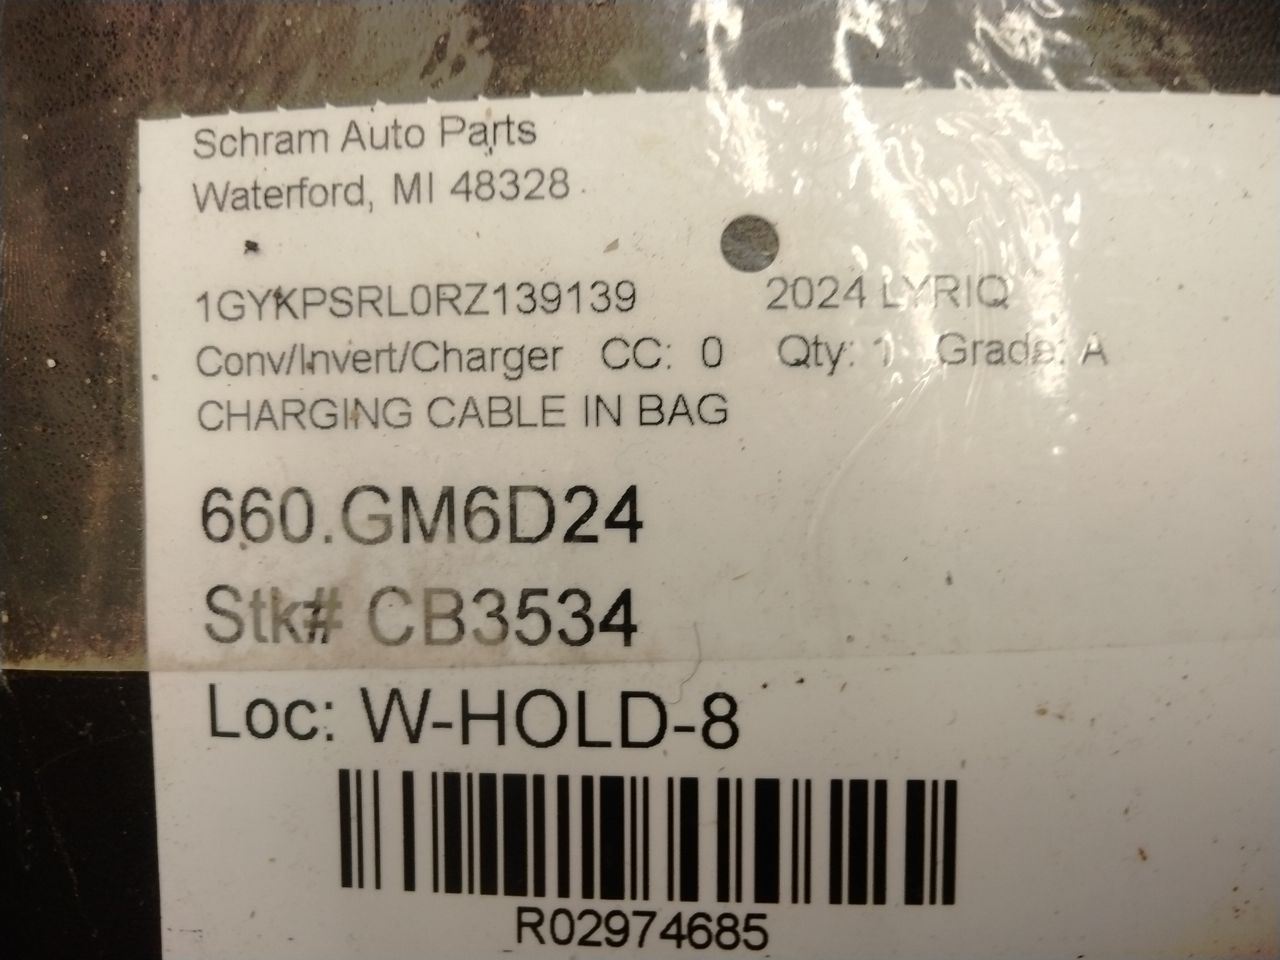 Schram Auto Parts
Waterford, MI 48328
1GYKPSRL0RZ139139 2024 LYRIQ
Conv/Invert/Charger CC: 0 Qty: 1 Grade: A
CHARGING CABLE IN BAG
660.GM6D24
Stk# CB3534
Loc: W-HOLD-8
R02974685